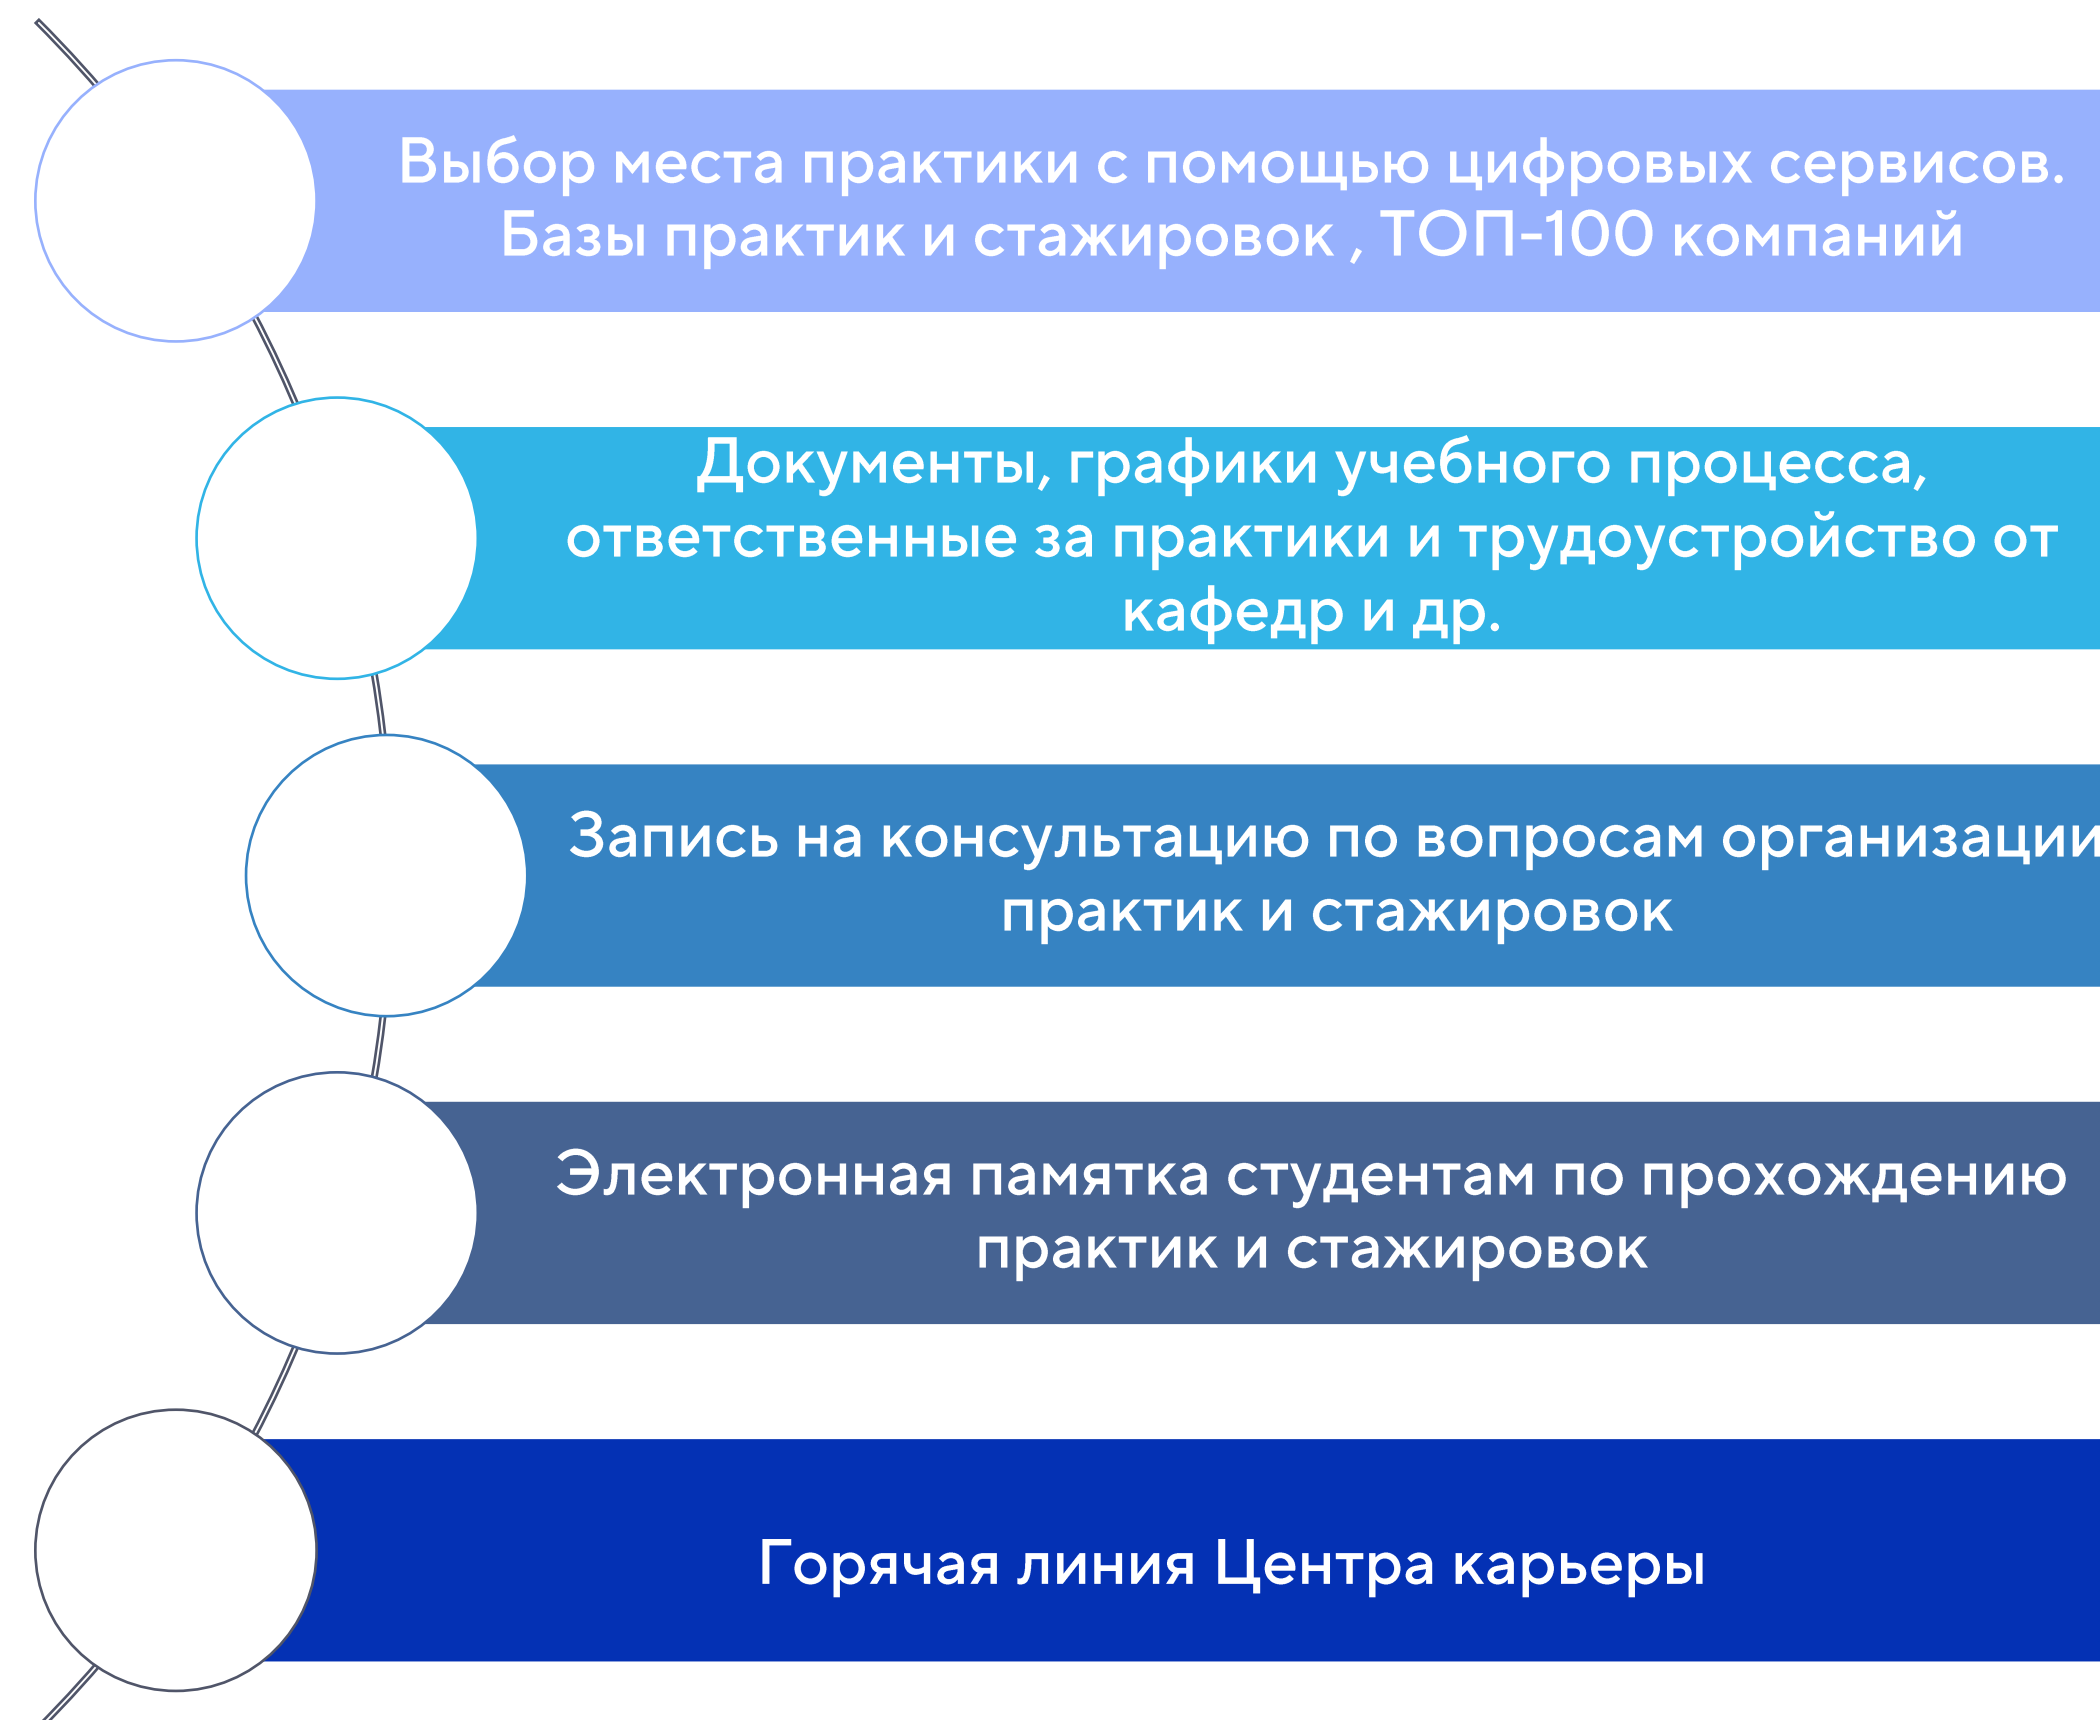 Выбор места практики с помощью цифровых сервисов.
Базы практик и стажировок , ТОП-100 компаний
Документы, графики учебного процесса,
ответственные за практики и трудоустройство от
кафедр и др.
Запись на консультацию по вопросам организации
практик и стажировок
Электронная памятка студентам по прохождению
практик и стажировок
Горячая линия Центра карьеры